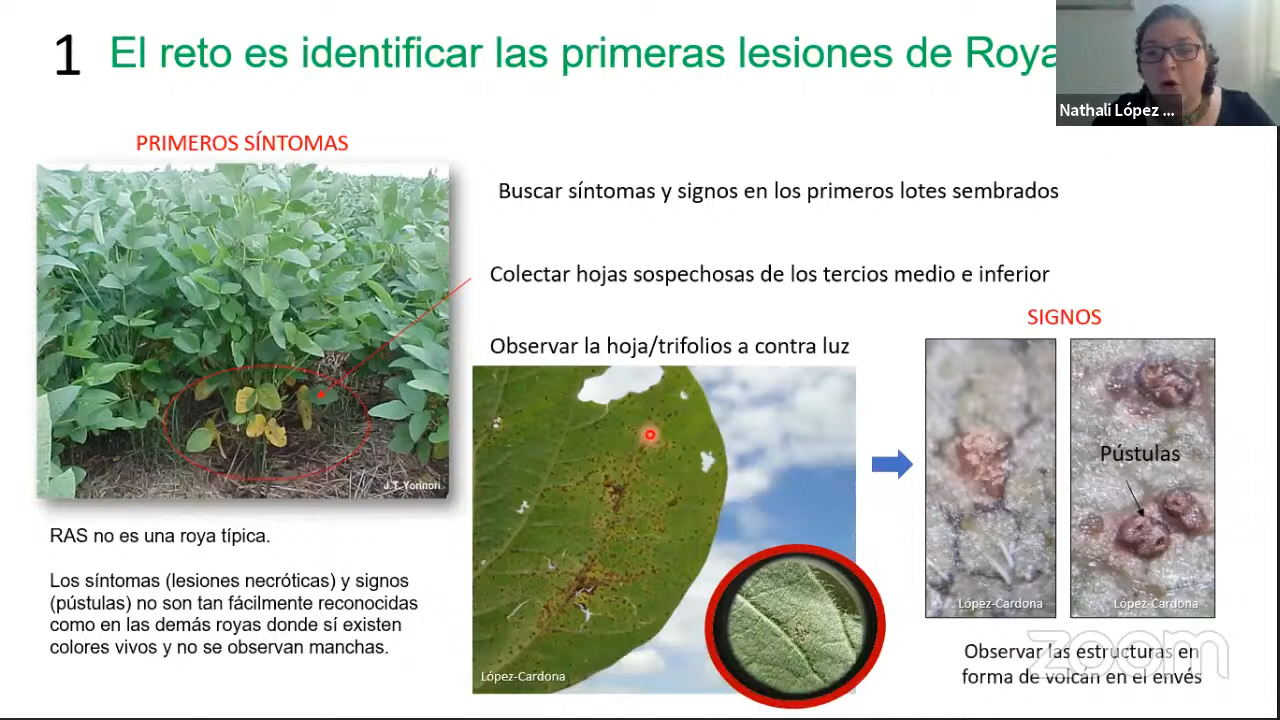 1 El reto es identificar las primeras lesiones de Roya
Nathali López ...
PRIMEROS SÍNTOMAS
Buscar síntomas y signos en los primeros lotes sembrados
Colectar hojas sospechosas de los tercios medio e inferior
SIGNOS
Observar la hoja/trifolios a contra luz
Pústulas
J.T. Yorinori
RAS no es una roya típica.
Los síntomas (lesiones necróticas) y signos
(pústulas) no son tan fácilmente reconocidas
como en las demás royas donde sí existen
colores vivos y no se observan manchas.
López-Cardona
López-Cardona
López-Cardona
Observar las estructuras en
forma de volcán en el envés
zoom